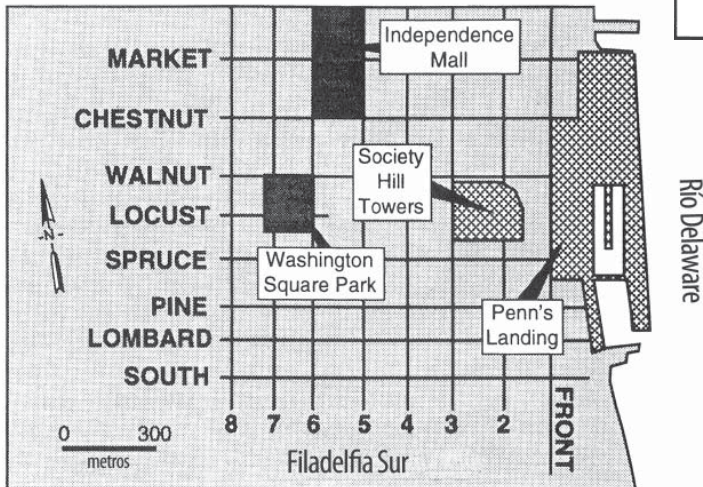 Independence
Mall
MARKET
CHESTNUT
Society
Hill
Towers
WALNUT
LOCUST
N
Washington
Square Park
SPRUCE
PINE
Penn's
Landing
LOMBARD
SOUTH
8 7 6 5 4 3 2 FRONT
0 300
metros
Filadelfia Sur
Río Delaware